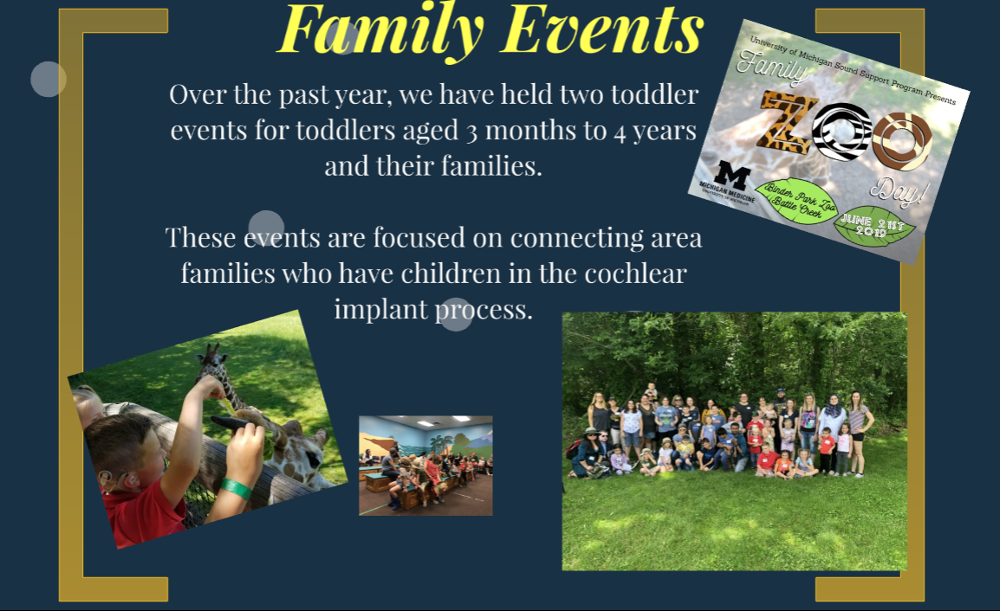 Family Events
Over the past year, we have held two toddler
events for toddlers aged 3 months to 4 years
and their families.
These events are focused on connecting area
families who have children in the cochlear
implant process.
University of Michigan Sound Support Program Presents
Family
ZOO
Day!
M
MICHIGAN MEDICINE
UNIVERSITY OF MICHIGAN
Binder Park Zoo
Battle Creek
JUNE 21ST
2019